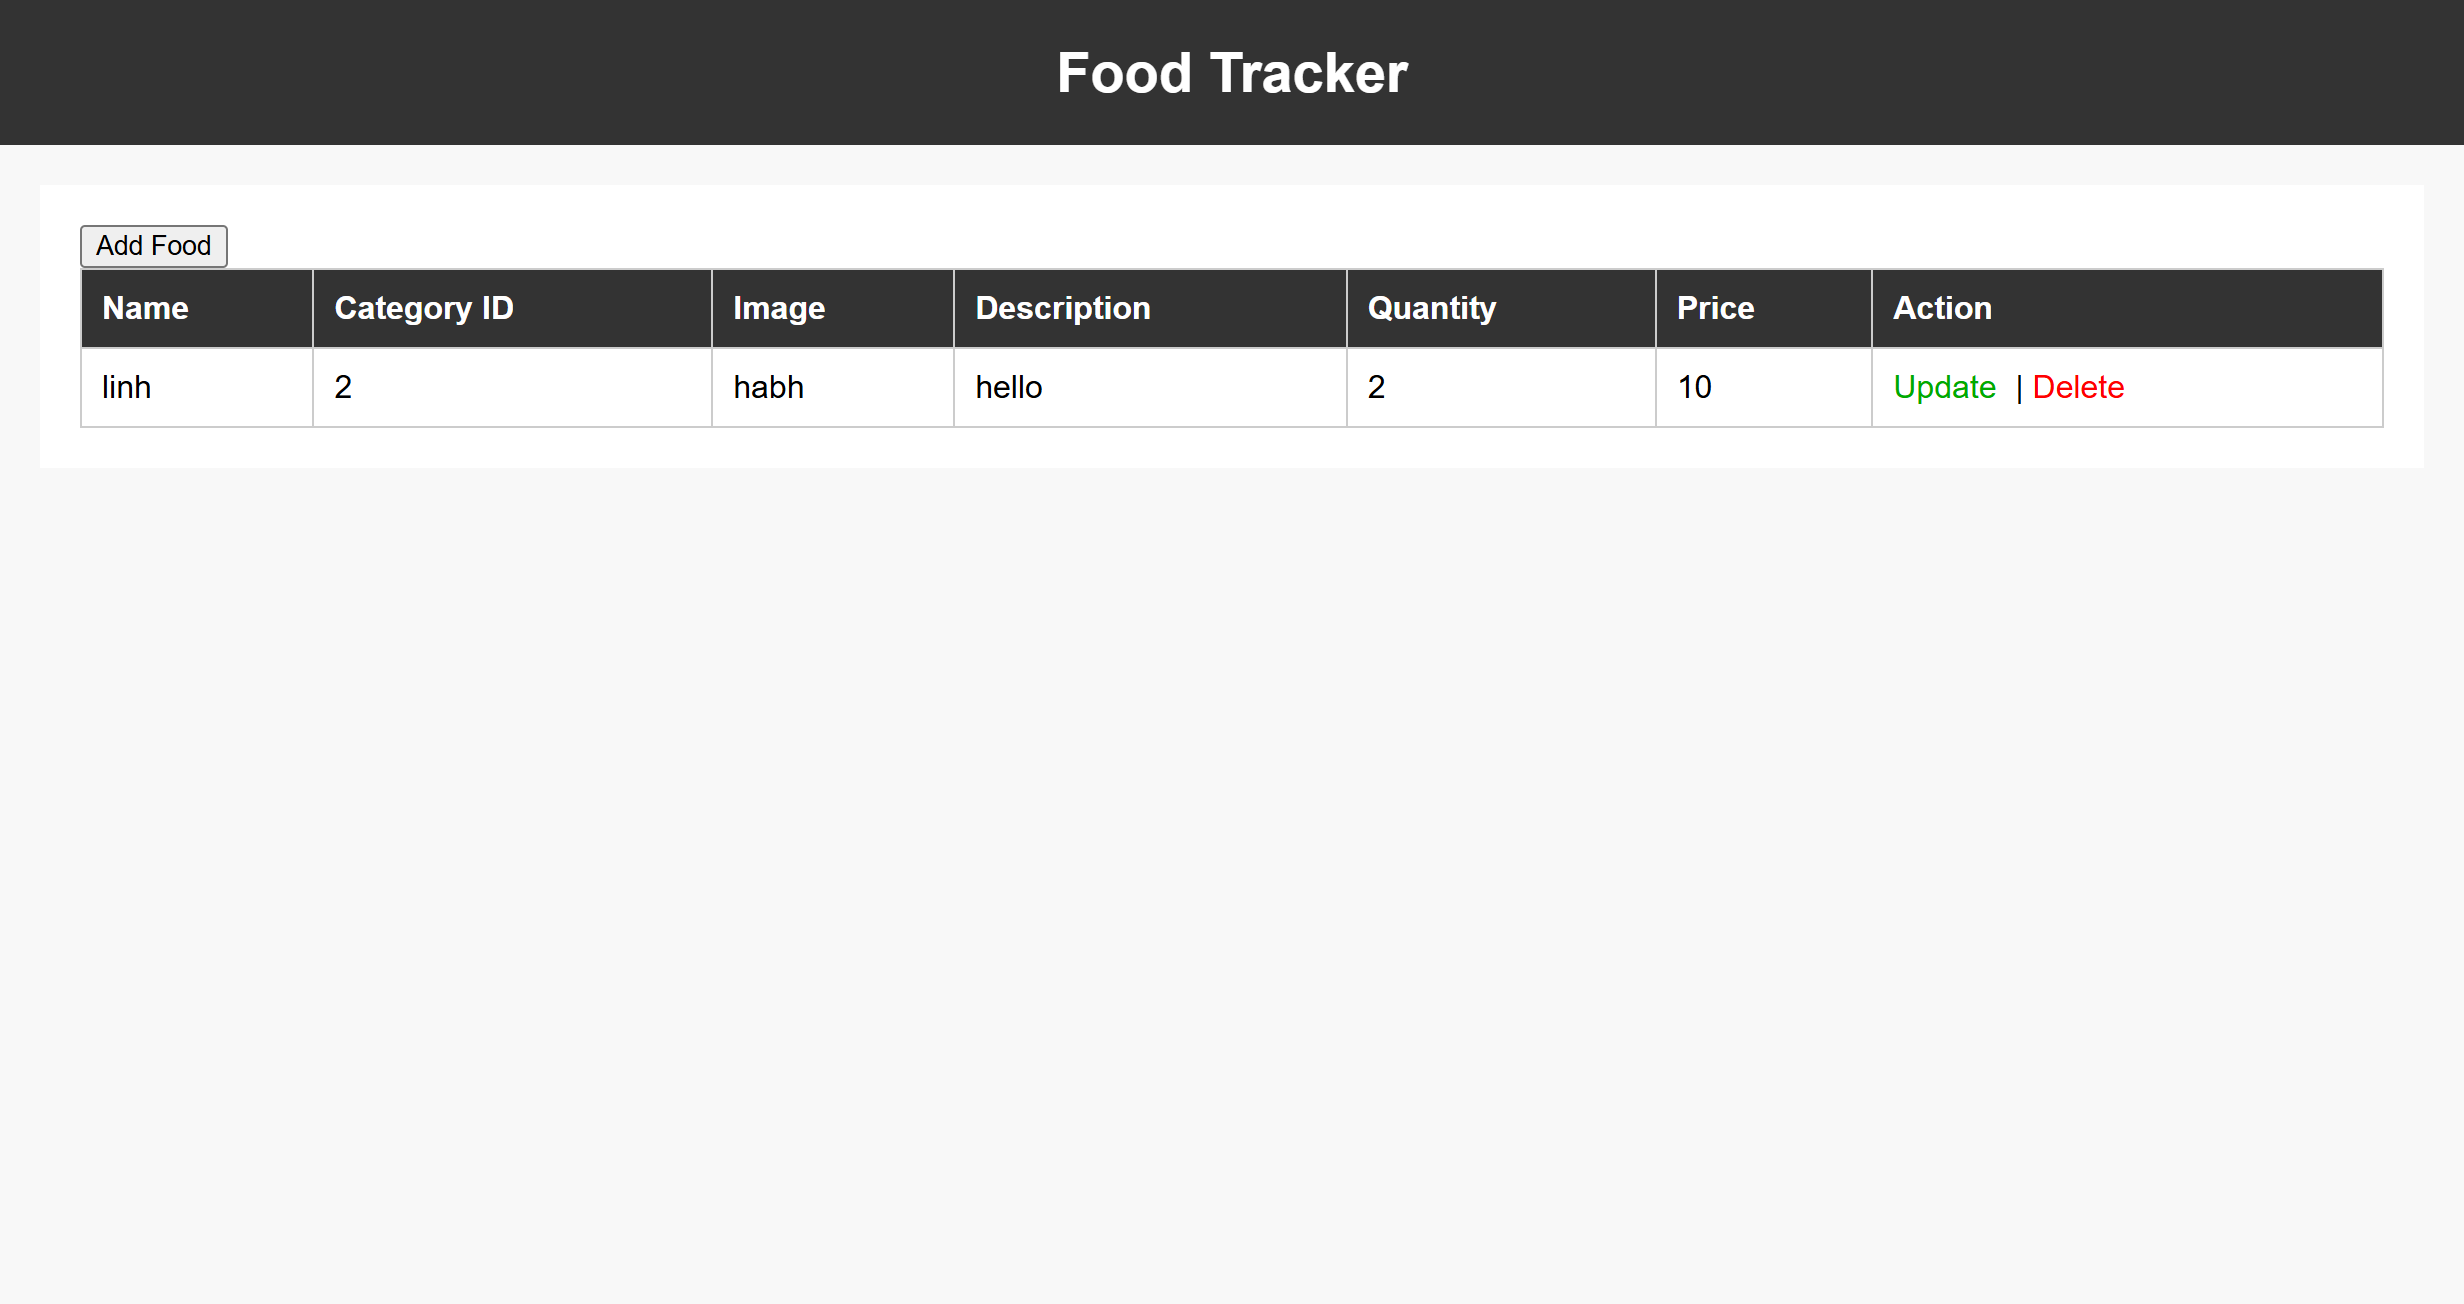 Food Tracker
Add Food
Name Category ID Image Description Quantity Price Action
linh 2 habh hello 2 10 Update | Delete